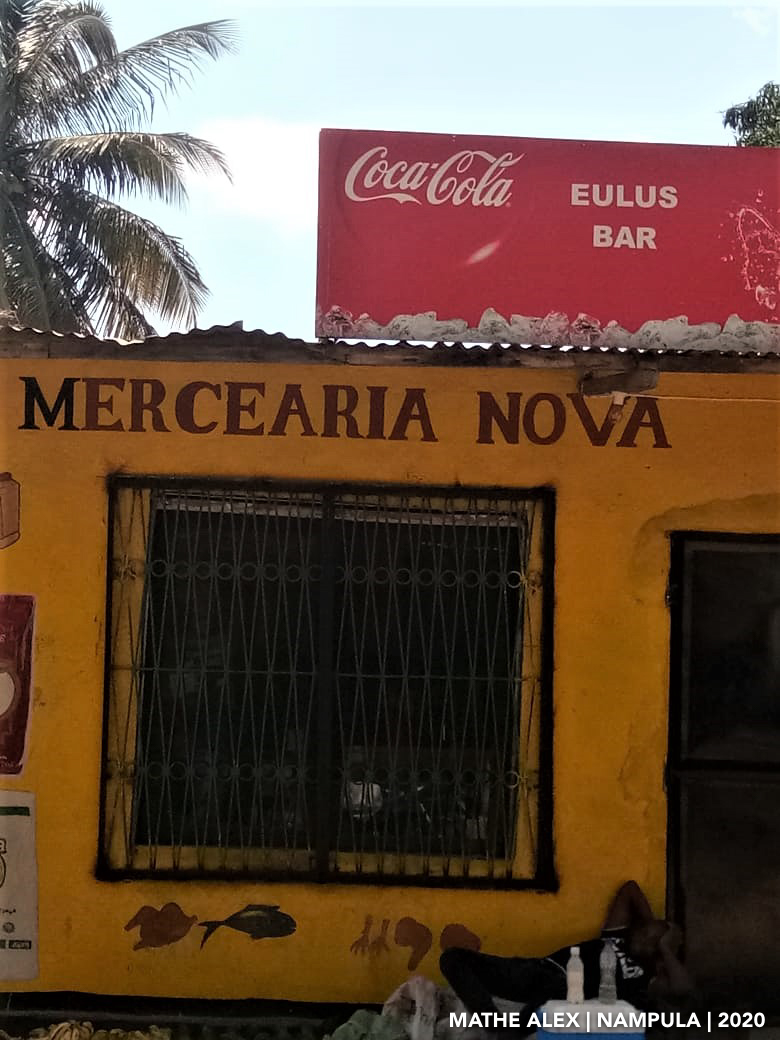 Coca-Cola
EULUS
BAR
MERCEARIA NOVA
MATHE ALEX | NAMPULA | 2020